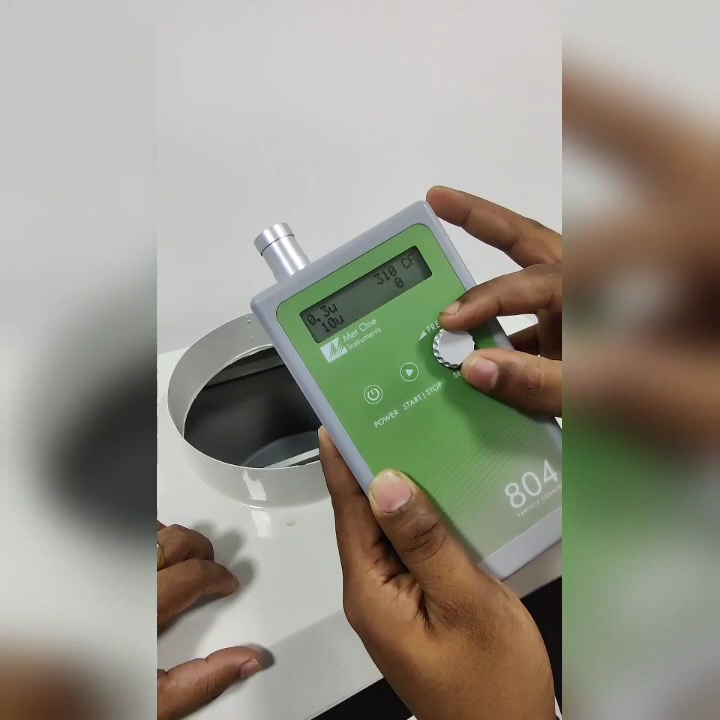 0.3u 310 CF
10u 0
Met One
Instruments
POWER START | STOP
804